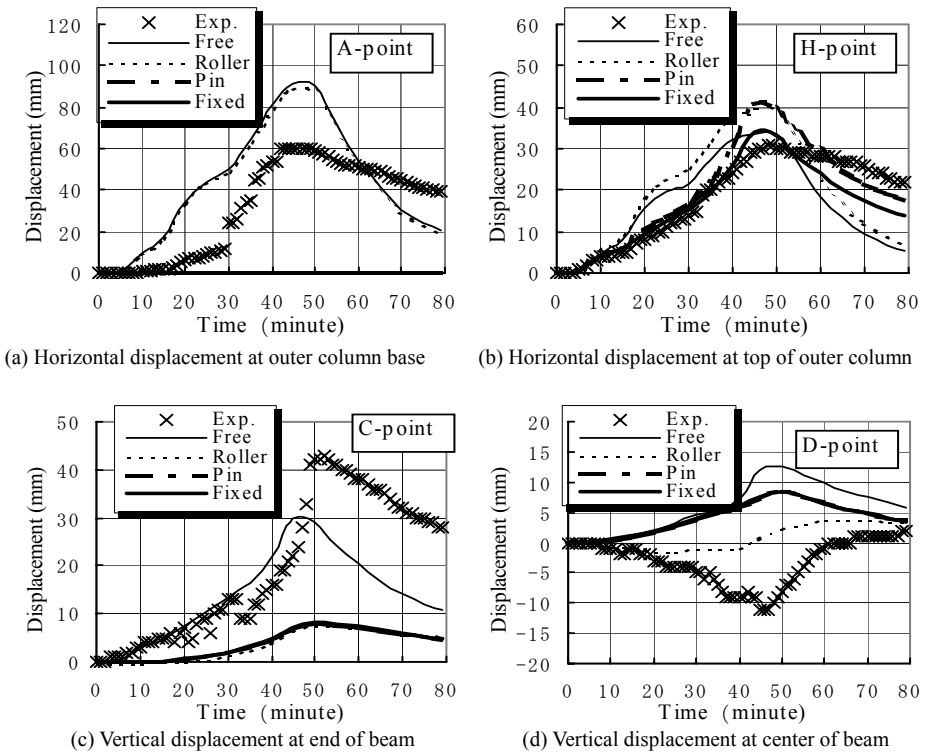 Exp.
Free
Roller
Pin
Fixed
A-point
120
100
80
60
40
20
0
Displacement (mm)
0 10 20 30 40 50 60 70 80
Time (minute)
(a) Horizontal displacement at outer column base
Exp.
Free
Roller
Pin
Fixed
H-point
60
50
40
30
20
10
0
Displacement (mm)
0 10 20 30 40 50 60 70 80
Time (minute)
(b) Horizontal displacement at top of outer column
Exp.
Free
Roller
Pin
Fixed
C-point
50
40
30
20
10
0
Displacement (mm)
0 10 20 30 40 50 60 70 80
Time (minute)
(c) Vertical displacement at end of beam
Exp.
Free
Roller
Pin
Fixed
D-point
20
15
10
5
0
-5
-10
-15
-20
Displacement (mm)
0 10 20 30 40 50 60 70 80
Time (minute)
(d) Vertical displacement at center of beam